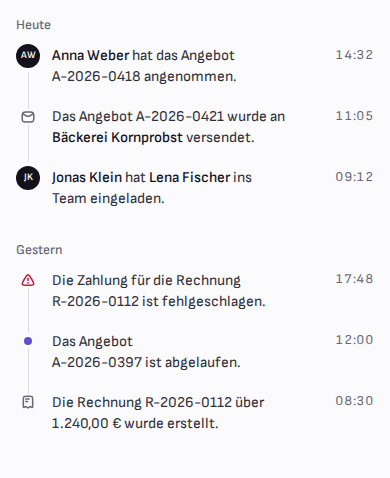 Heute
AW
Anna Weber hat das Angebot
A-2026-0418 angenommen.
14:32
Das Angebot A-2026-0421 wurde an
Bäckerei Kornprobst versendet.
11:05
JK
Jonas Klein hat Lena Fischer ins
Team eingeladen.
09:12
Gestern
Die Zahlung für die Rechnung
R-2026-0112 ist fehlgeschlagen.
17:48
Das Angebot
A-2026-0397 ist abgelaufen.
12:00
Die Rechnung R-2026-0112 über
1.240,00 € wurde erstellt.
08:30